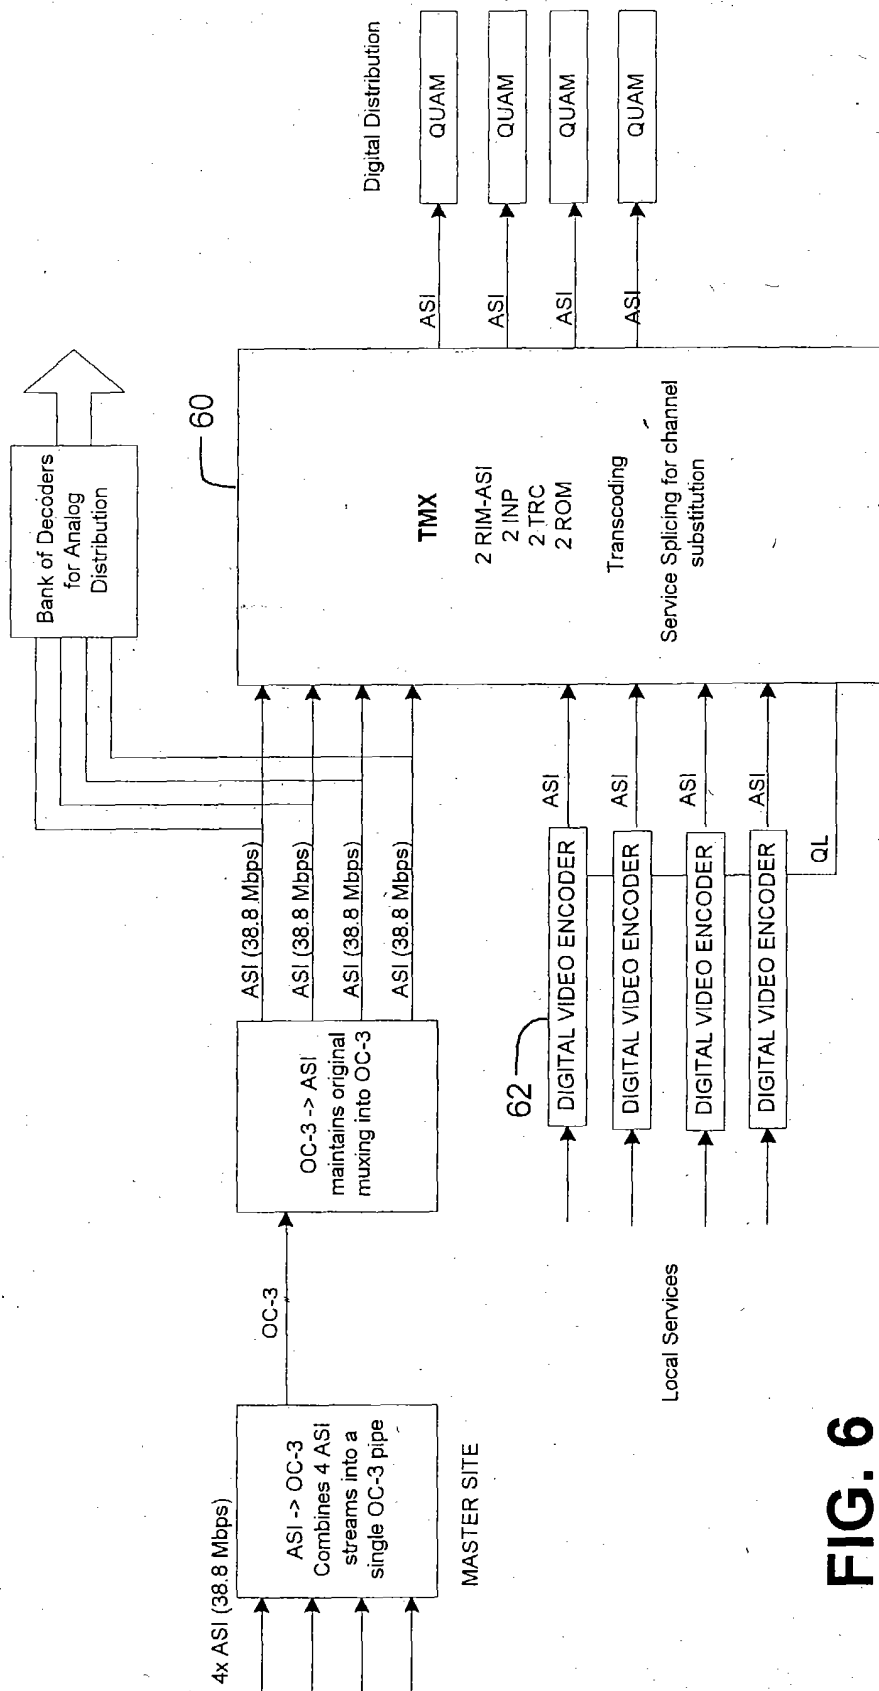 4x ASI (38.8 Mbps)
ASI -> OC-3
Combines 4 ASI
streams into a
single OC-3 pipe
MASTER SITE
OC-3
OC-3 -> ASI
maintains original
muxing into OC-3
ASI (38.8 Mbps)
ASI (38.8 Mbps)
ASI (38.8 Mbps)
ASI (38.8 Mbps)
Bank of Decoders
for Analog
Distribution
60
TMX
2 RIM-ASI
2 INP
2 TRC
2 ROM
Transcoding
Service Splicing for channel
substitution
Local Services
62
DIGITAL VIDEO ENCODER
DIGITAL VIDEO ENCODER
DIGITAL VIDEO ENCODER
DIGITAL VIDEO ENCODER
ASI
ASI
ASI
ASI
QL
Digital Distribution
ASI
ASI
ASI
ASI
QUAM
QUAM
QUAM
QUAM
FIG. 6